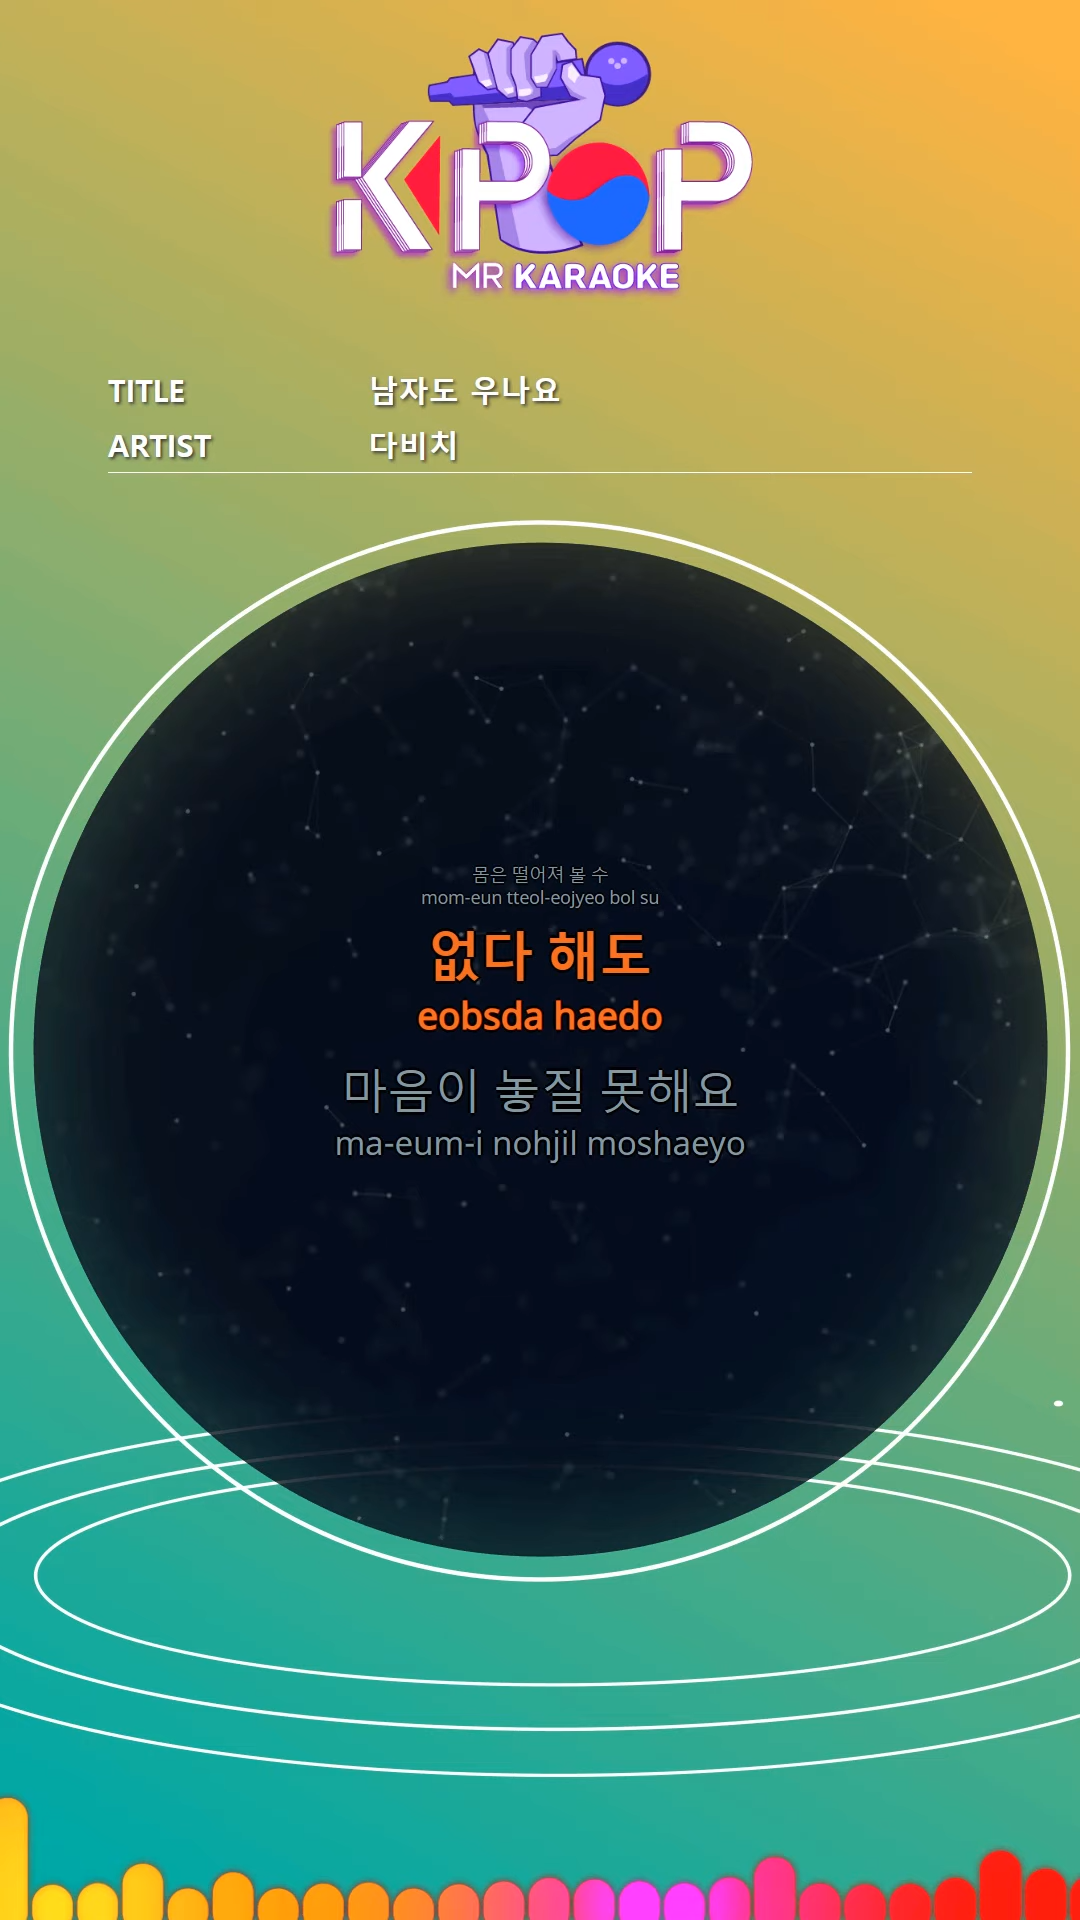 KPOP
MR KARAOKE
TITLE 남자도 우나요
ARTIST 다비치
몸은 떨어져 볼 수
mom-eun tteol-eojyeo bol su
없다 해도
eobsda haedo
마음이 놓질 못해요
ma-eum-i nohjil moshaeyo